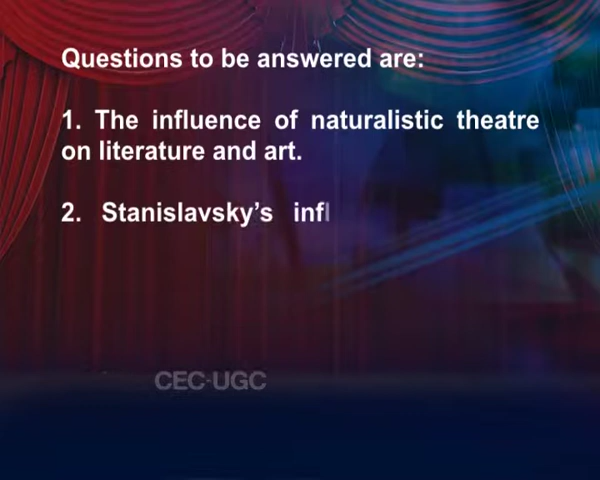 Questions to be answered are:
1. The influence of naturalistic theatre
on literature and art.
2. Stanislavsky's infl
CEC-UGC